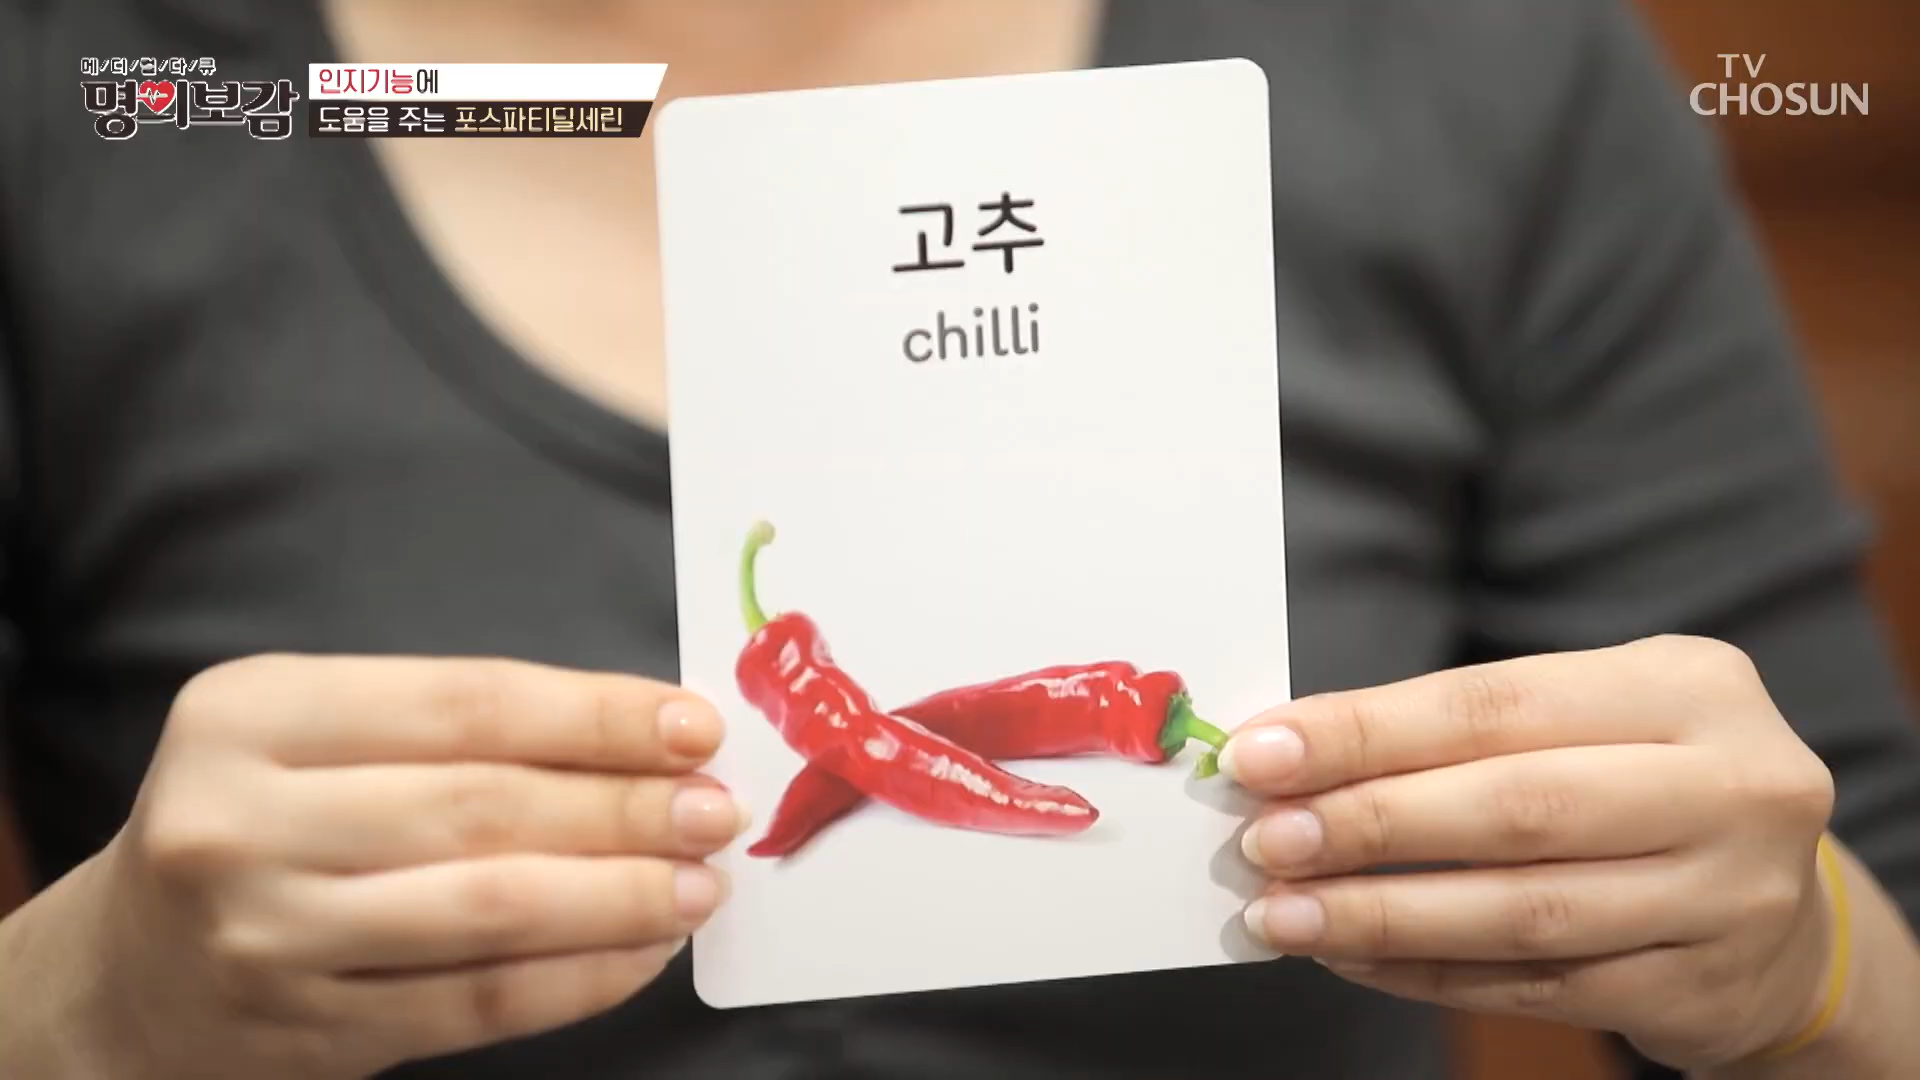 메디컬다큐
명의보감
인지기능에
도움을 주는 포스파티딜세린
TV
CHOSUN
고추
chilli